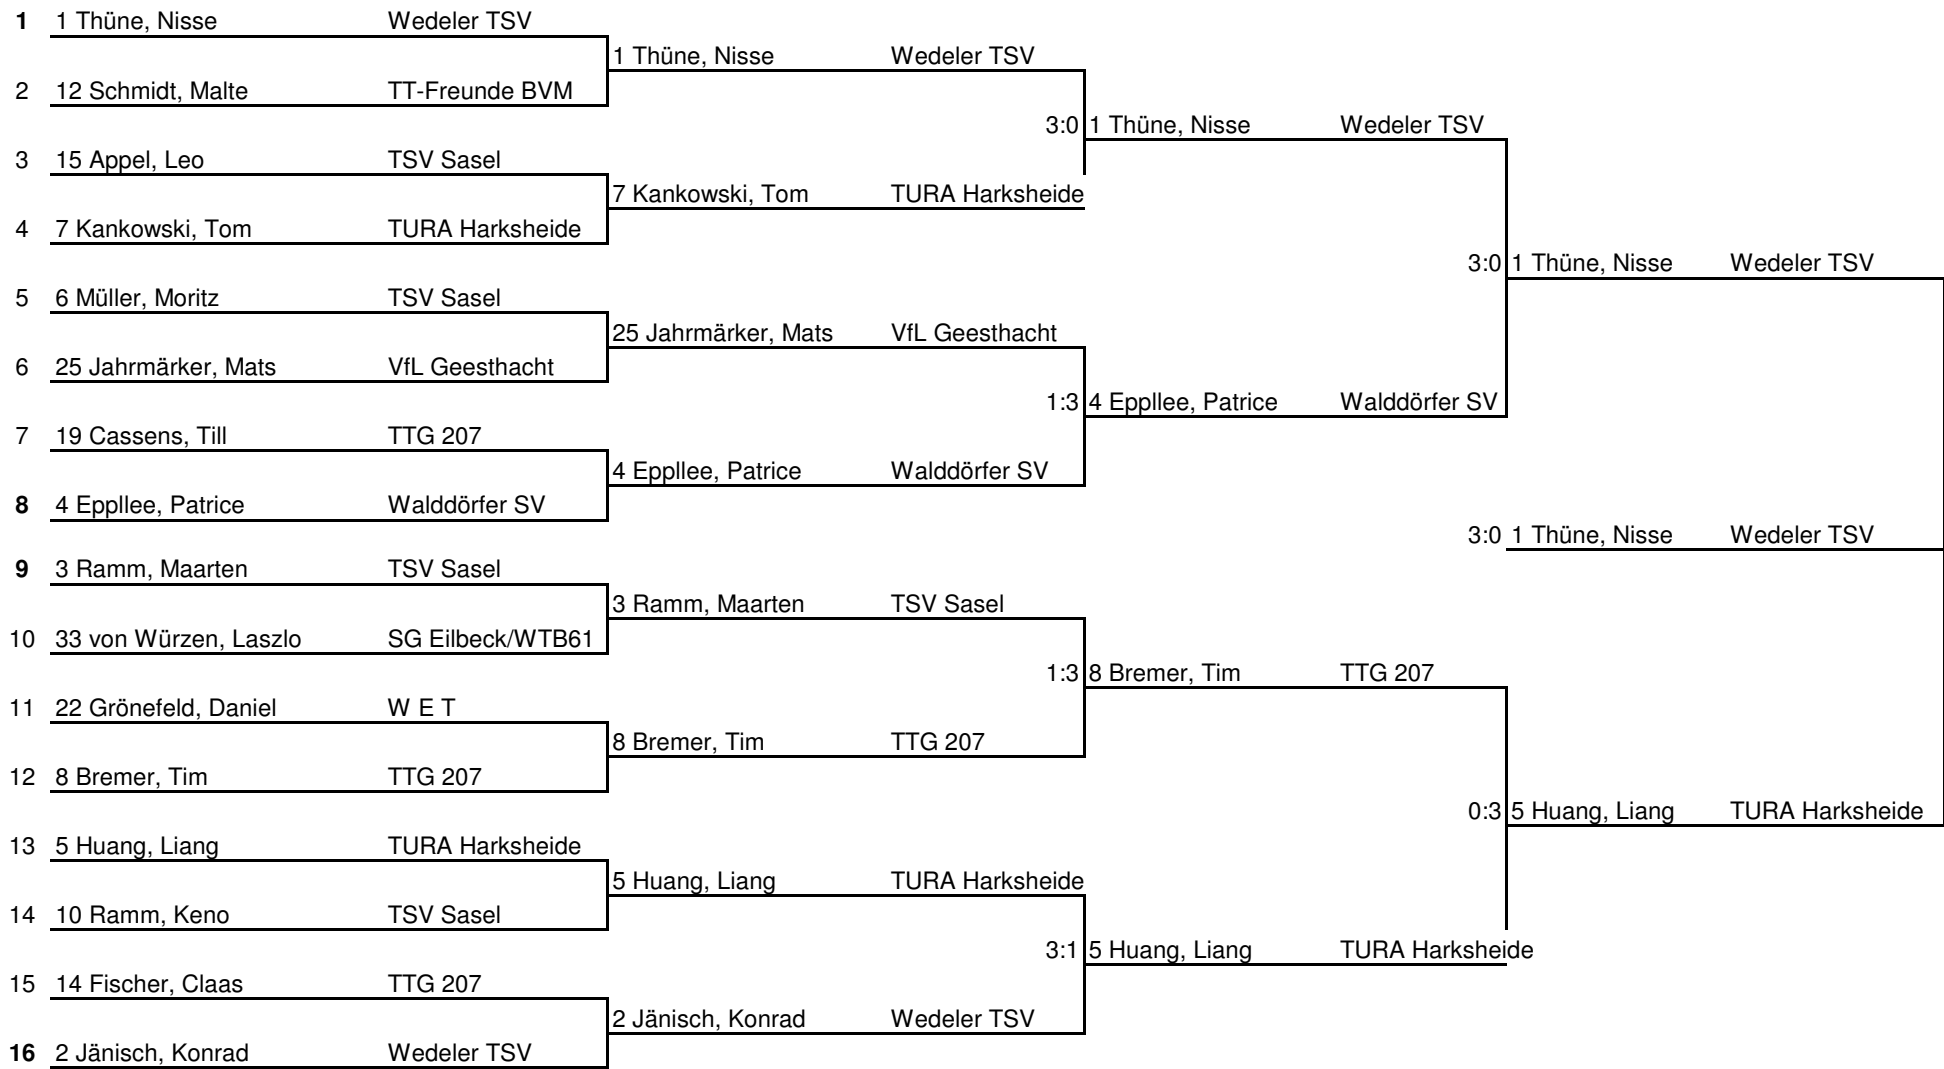 1 1 Thüne, Nisse Wedeler TSV
1 Thüne, Nisse Wedeler TSV
2 12 Schmidt, Malte TT-Freunde BVM
3:0 1 Thüne, Nisse Wedeler TSV
3 15 Appel, Leo TSV Sasel
7 Kankowski, Tom TURA Harksheide
4 7 Kankowski, Tom TURA Harksheide
3:0 1 Thüne, Nisse Wedeler TSV
5 6 Müller, Moritz TSV Sasel
25 Jahrmärker, Mats VfL Geesthacht
6 25 Jahrmärker, Mats VfL Geesthacht
1:3 4 Eppllee, Patrice Walddörfer SV
7 19 Cassens, Till TTG 207
4 Eppllee, Patrice Walddörfer SV
8 4 Eppllee, Patrice Walddörfer SV
3:0 1 Thüne, Nisse Wedeler TSV
9 3 Ramm, Maarten TSV Sasel
3 Ramm, Maarten TSV Sasel
10 33 von Würzen, Laszlo SG Eilbeck/WTB61
1:3 8 Bremer, Tim TTG 207
11 22 Grönefeld, Daniel W E T
8 Bremer, Tim TTG 207
12 8 Bremer, Tim TTG 207
0:3 5 Huang, Liang TURA Harksheide
13 5 Huang, Liang TURA Harksheide
5 Huang, Liang TURA Harksheide
14 10 Ramm, Keno TSV Sasel
3:1 5 Huang, Liang TURA Harksheide
15 14 Fischer, Claas TTG 207
2 Jänisch, Konrad Wedeler TSV
16 2 Jänisch, Konrad Wedeler TSV